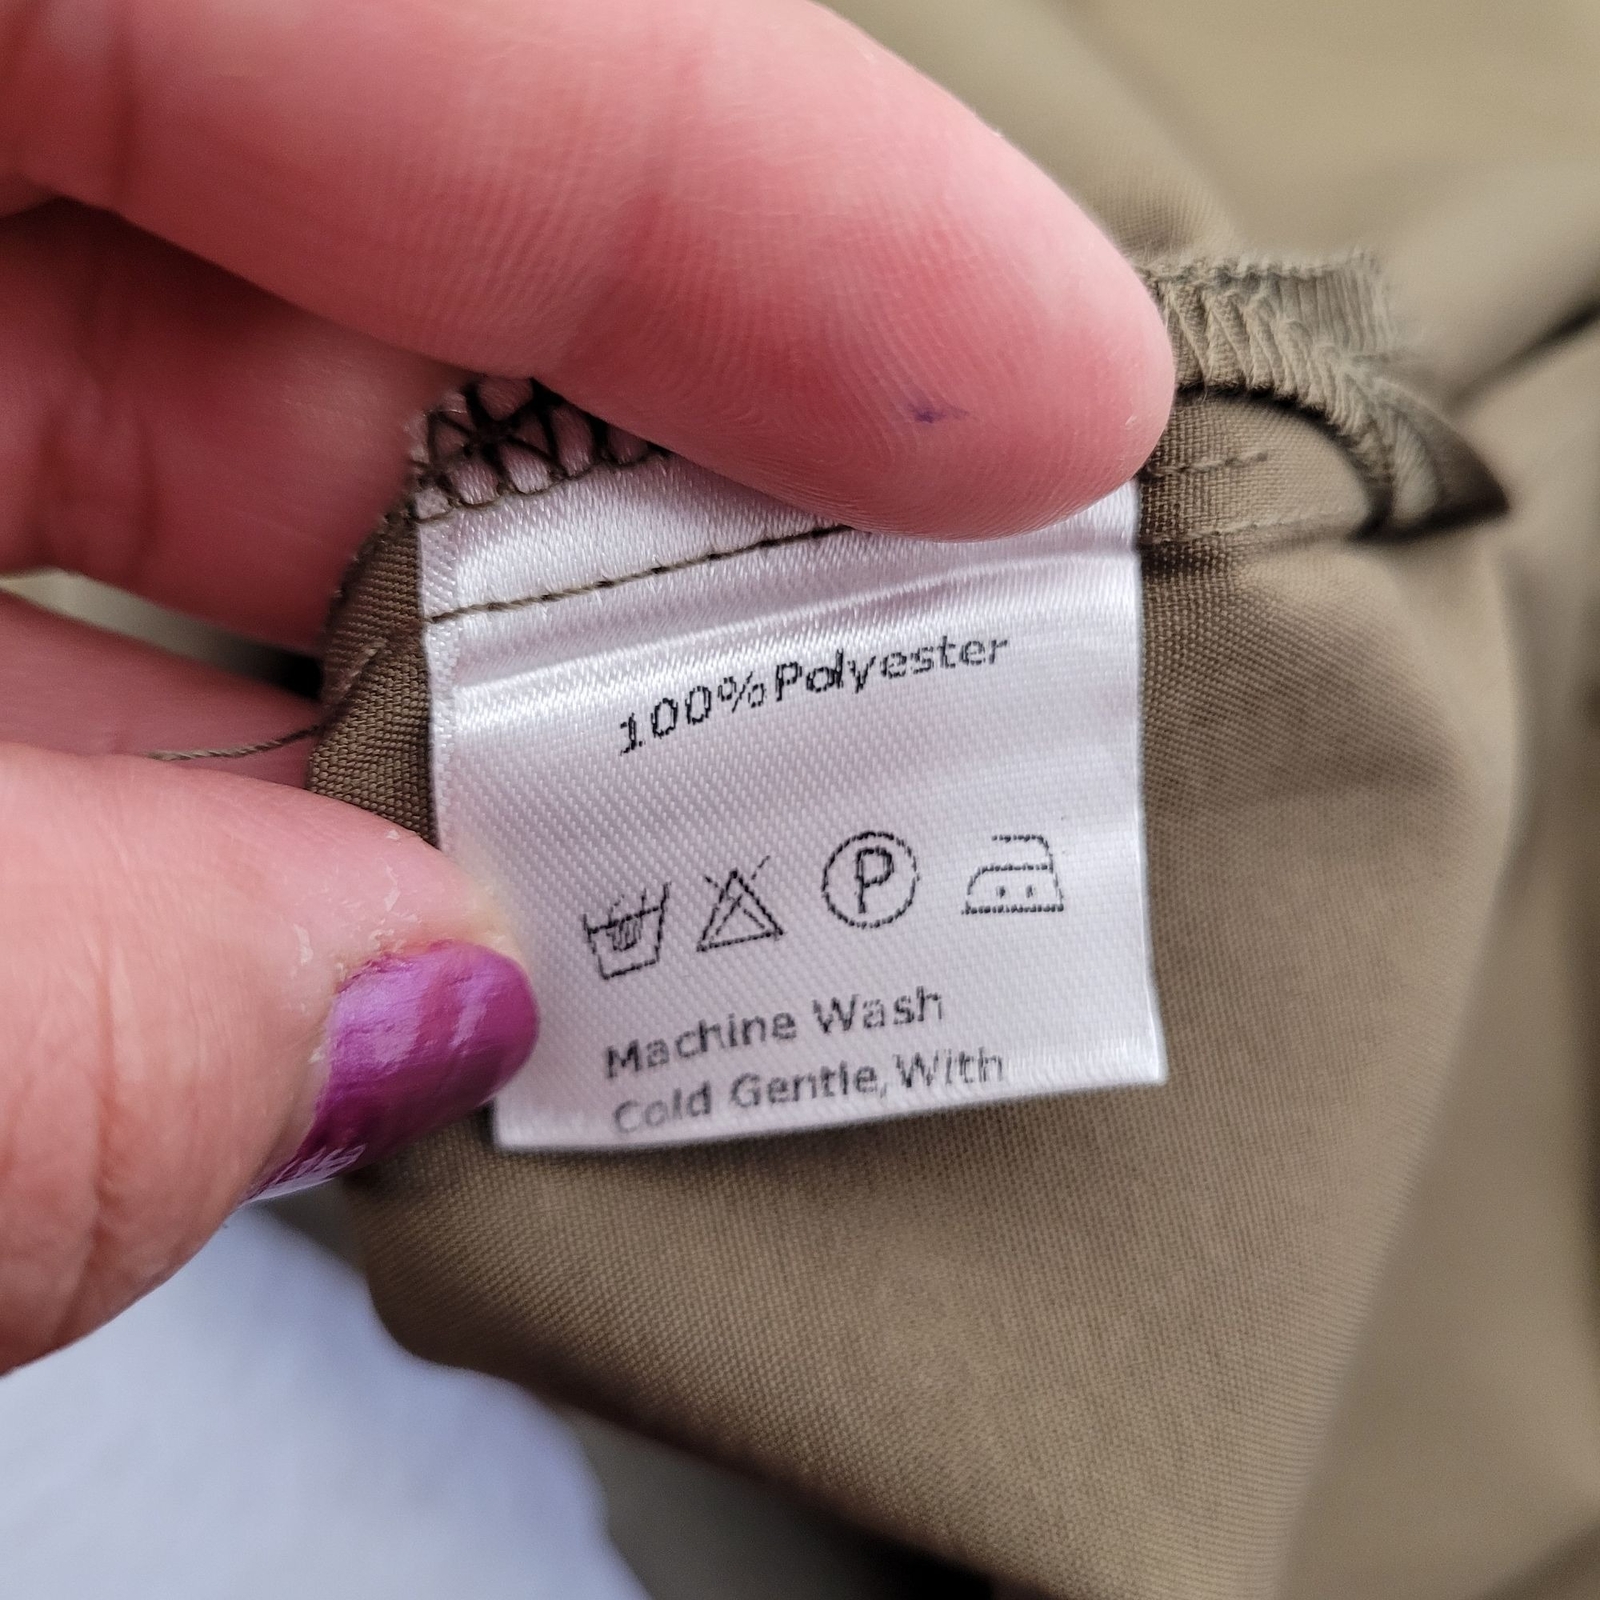 100%Polyester
P
Machine Wash
Cold Gentle, With